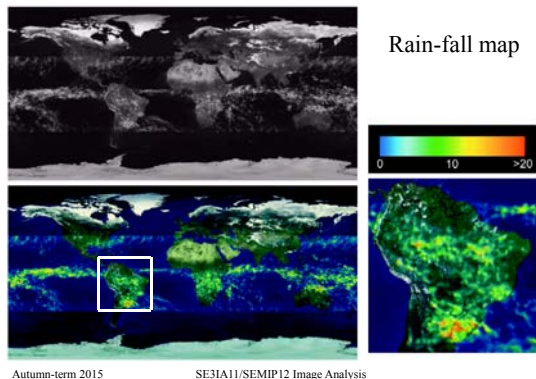 Rain-fall map
0 10 >20
Autumn-term 2015 SE3IA11/SEMIP12 Image Analysis